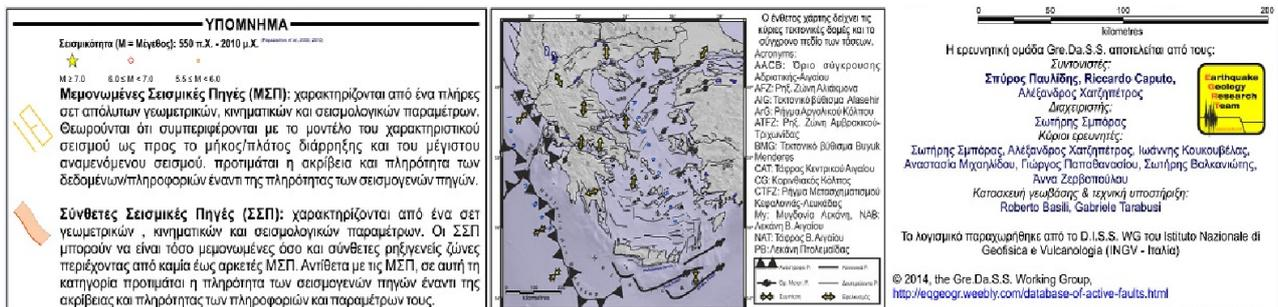 ΥΠΟΜΝΗΜΑ
Σεισμικότητα (Μ = Μέγεθος): 550 π.Χ. - 2010 μ.Χ.
M ≥ 7.0 6.0 ≤ M < 7.0 5.5 ≤ M < 6.0
Μεμονωμένες Σεισμικές Πηγές (ΜΣΠ): χαρακτηρίζονται από ένα πλήρες
σετ απόλυτων γεωμετρικών, κινηματικών και σεισμολογικών παραμέτρων.
Θεωρούνται ότι συμπεριφέρονται με το μοντέλο του χαρακτηριστικού
σεισμού ως προς το μήκος/πλάτος διάρρηξης και του μέγιστου
αναμενόμενου σεισμού. προτιμάται η ακρίβεια και πληρότητα των
δεδομένων/πληροφοριών έναντι της πληρότητας των σεισμογενών πηγών.
Σύνθετες Σεισμικές Πηγές (ΣΣΠ): χαρακτηρίζονται από ένα σετ
γεωμετρικών , κινηματικών και σεισμολογικών παραμέτρων. Οι ΣΣΠ
μπορούν να είναι τόσο μεμονωμένες όσο και σύνθετες ρηξιγενείς ζώνες
περιέχοντας από καμία έως αρκετές ΜΣΠ. Αντίθετα με τις ΜΣΠ, σε αυτή τη
κατηγορία προτιμάται η πληρότητα των σεισμογενών πηγών έναντι της
ακρίβειας και πληρότητας των πληροφοριών και παραμέτρων τους.
Ο ένθετος χάρτης δείχνει τις
κύριες τεκτονικές δομές και το
σύγχρονο πεδίο των τάσεων.
Acronyms:
AACB: Όριο σύγκρουσης
Αδριατικής-Αιγαίου
AFZ: Ρηξ. Ζώνη Αλιάκμονα
AIG: Τεκτονικό βύθισμα Alasehir
ArG: Ρήγμα Αργολικού Κόλπου
ATFZ: Ρηξ. Ζώνη Αμβρακικού-
Τριχωνίδας
BMG: Τεκτονικό βύθισμα Buyuk
Menderes
CAT: Τάφρος Κεντρικού Αιγαίου
CG: Κορινθιακός Κόλπος
CTFZ: Ρήγμα Μετασχηματισμού
Κεφαλονιάς-Λευκάδας
My: Μυγδονία Λεκάνη, NAB:
Λεκάνη Β. Αιγαίου
NAT: Τάφρος Β. Αιγαίου
PB: Λεκάνη Πτολεμαΐδας
kilometres
0 50 100 200
kilometres
Η ερευνητική ομάδα Gre.Da.S.S. αποτελείται από τους:
Συντονιστές:
Σπύρος Παυλίδης, Riccardo Caputo,
Αλέξανδρος Χατζηπέτρος
Διαχειριστής:
Σωτήρης Σμπόρας
Κύριοι ερευνητές:
Σωτήρης Σμπόρας, Αλέξανδρος Χατζηπέτρος, Ιωάννης Κουκουβέλας,
Αναστασία Μιχαηλίδου, Γιώργος Παπαθανασίου, Σωτήρης Βαλκανιώτης,
Άννα Ζερβοπούλου
Κατασκευή γεωβάσης & τεχνική υποστήριξη:
Roberto Basili, Gabriele Tarabusi
Earthquake
Geology
Research
Team
Το λογισμικό παραχωρήθηκε από το D.I.S.S. WG του Istituto Nazionale di
Geofisica e Vulcanologia (INGV - Italia)
© 2014, the Gre.Da.S.S. Working Group,
http://eqgeogr.weebly.com/database-of-active-faults.html